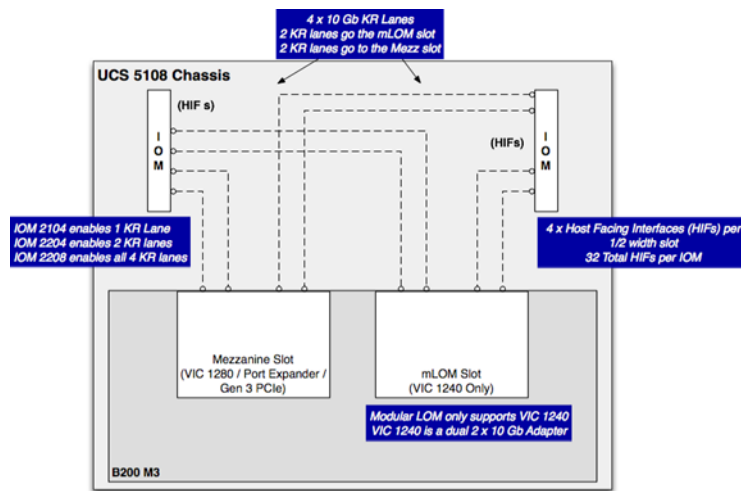 4 x 10 Gb KR Lanes
2 KR lanes go the mLOM slot
2 KR lanes go to the Mezz slot
UCS 5108 Chassis
(HIF s)
I
O
M
(HIFs)
I
O
M
IOM 2104 enables 1 KR Lane
IOM 2204 enables 2 KR lanes
IOM 2208 enables all 4 KR lanes
4 x Host Facing Interfaces (HIFs) per
1/2 width slot
32 Total HIFs per IOM
Mezzanine Slot
(VIC 1280 / Port Expander /
Gen 3 PCIe)
mLOM Slot
(VIC 1240 Only)
Modular LOM only supports VIC 1240
VIC 1240 is a dual 2 x 10 Gb Adapter
B200 M3